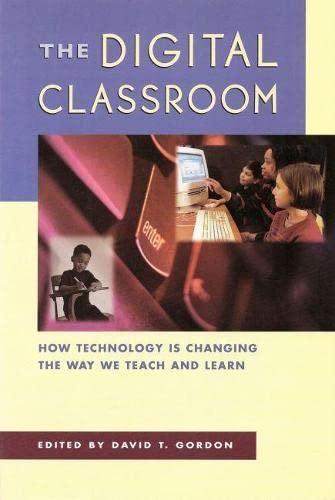 THE DIGITAL
CLASSROOM
enter
HOW TECHNOLOGY IS CHANGING
THE WAY WE TEACH AND LEARN
EDITED BY DAVID T. GORDON